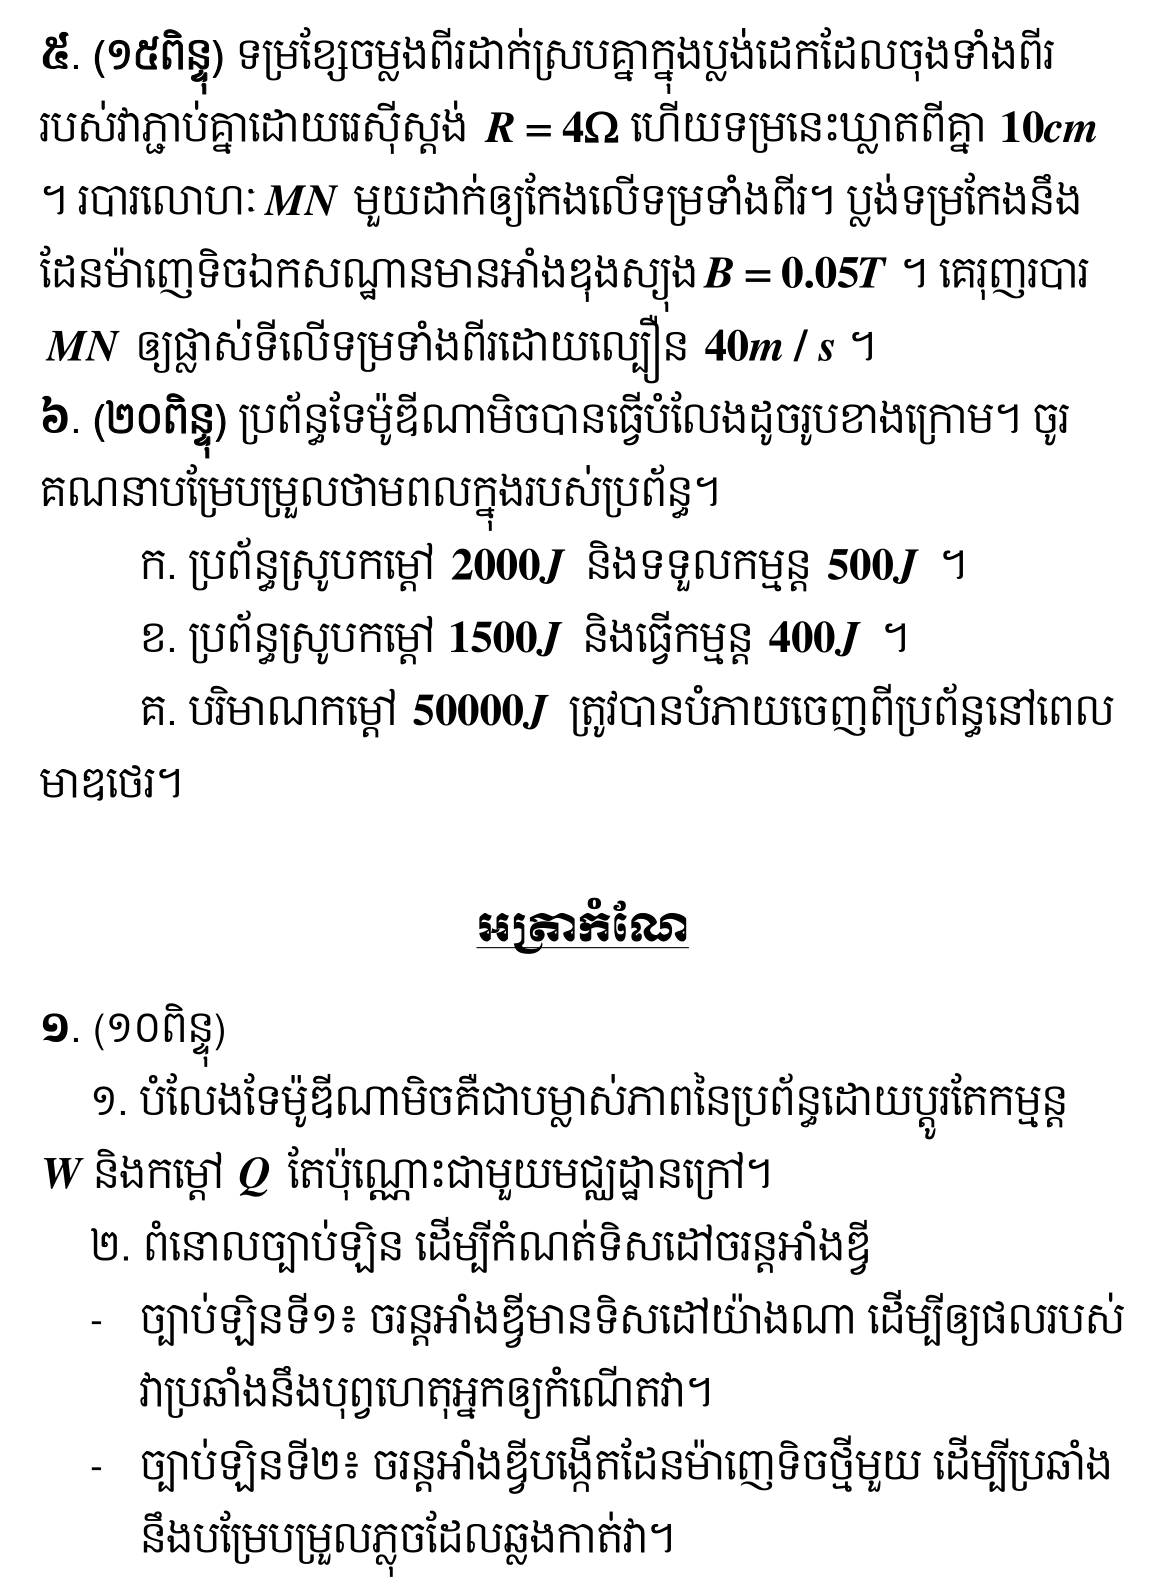 ៥. (១៥ពិន្ទុ) ទម្រខ្សែចម្លងពីរដាក់ស្របគ្នាក្នុងប្លង់ដេកដែលចុងទាំងពីរ
របស់វាភ្ជាប់គ្នាដោយរេស៊ីស្តង់ R = 4Ω ហើយទម្រនេះឃ្លាតពីគ្នា 10cm
។ របារលោហៈ MN មួយដាក់ឲ្យកែងលើទម្រទាំងពីរ។ ប្លង់ទម្រកែងនឹង
ដែនម៉ាញេទិចឯកសណ្ឋានមានអាំងឌុងស្យុង B = 0.05T ។ គេរុញរបារ
MN ឲ្យផ្លាស់ទីលើទម្រទាំងពីរដោយល្បឿន 40m / s ។
៦. (២០ពិន្ទុ) ប្រព័ន្ធទែម៉ូឌីណាមិចបានធ្វើបំលែងដូចរូបខាងក្រោម។ ចូរ
គណនាបម្រែបម្រួលថាមពលក្នុងរបស់ប្រព័ន្ធ។
ក. ប្រព័ន្ធស្រូបកម្តៅ 2000J និងទទួលកម្មន្ត 500J ។
ខ. ប្រព័ន្ធស្រូបកម្តៅ 1500J និងធ្វើកម្មន្ត 400J ។
គ. បរិមាណកម្តៅ 50000J ត្រូវបានបំភាយចេញពីប្រព័ន្ធនៅពេល
មាឌថេរ។
អត្រាកំណែ
១. (១០ពិន្ទុ)
១. បំលែងទែម៉ូឌីណាមិចគឺជាបម្លាស់ភាពនៃប្រព័ន្ធដោយប្តូរតែកម្មន្ត
W និងកម្តៅ Q តែប៉ុណ្ណោះជាមួយមជ្ឈដ្ឋានក្រៅ។
២. ពំនោលច្បាប់ឡិន ដើម្បីកំណត់ទិសដៅចរន្តអាំងឌ្វី
- ច្បាប់ឡិនទី១៖ ចរន្តអាំងឌ្វីមានទិសដៅយ៉ាងណា ដើម្បីឲ្យផលរបស់
វាប្រឆាំងនឹងបុព្វហេតុអ្នកឲ្យកំណើតវា។
- ច្បាប់ឡិនទី២៖ ចរន្តអាំងឌ្វីបង្កើតដែនម៉ាញេទិចថ្មីមួយ ដើម្បីប្រឆាំង
នឹងបម្រែបម្រួលភ្លុចដែលឆ្លងកាត់វា។